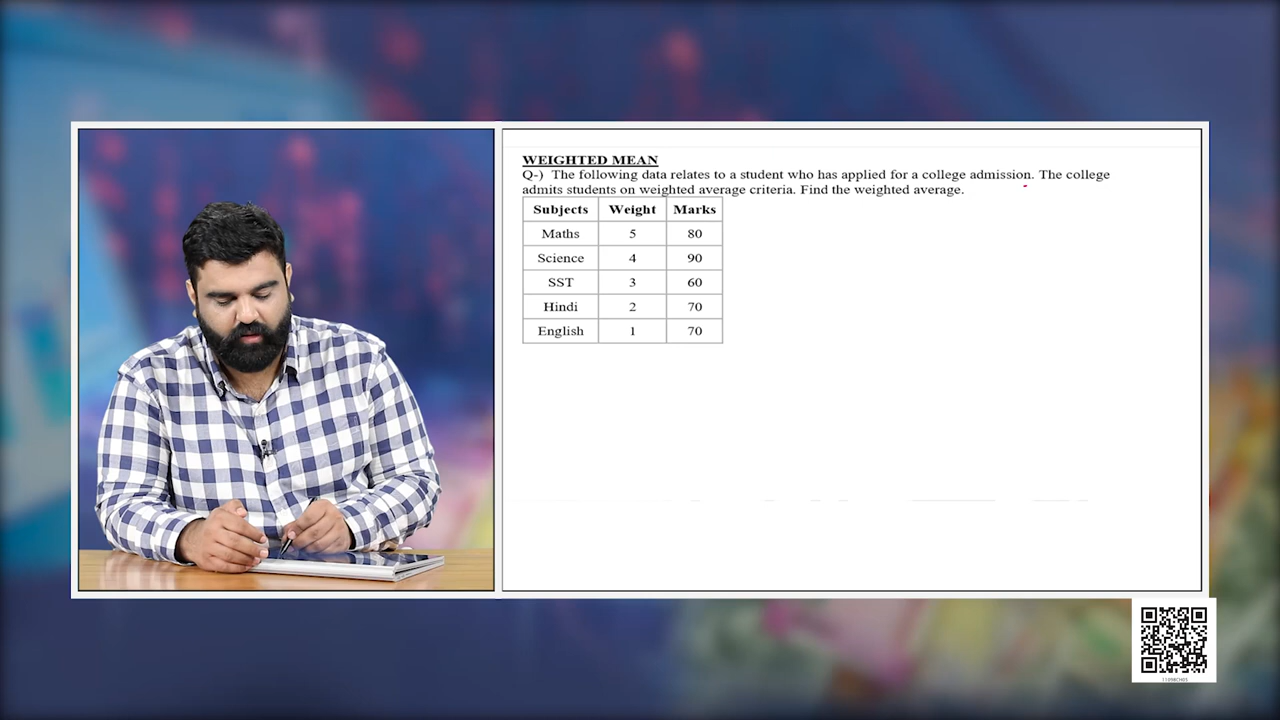 WEIGHTED MEAN
Q-) The following data relates to a student who has applied for a college admission. The college
admits students on weighted average criteria. Find the weighted average.
Subjects Weight Marks
Maths 5 80
Science 4 90
SST 3 60
Hindi 2 70
English 1 70